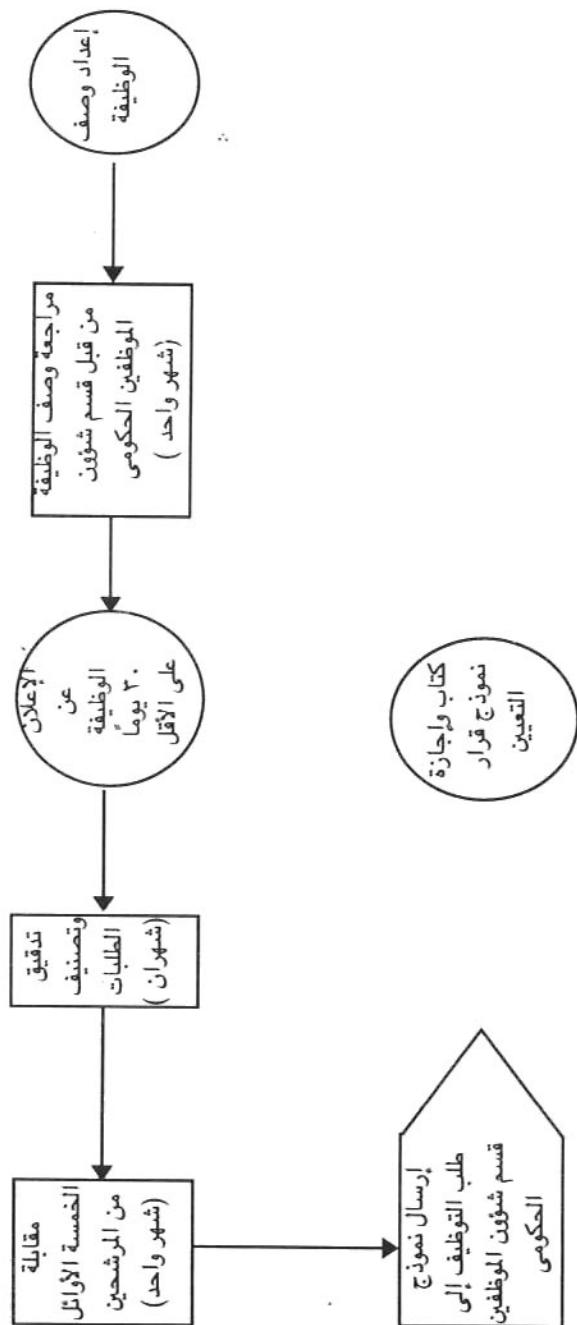 إعداد وصف
الوظيفة
مراجعة وصف الوظيفة
من قبل قسم شؤون
الموظفين الحكومى
(شهر واحد )
الإعلان
عن
الوظيفة
٣٠ يوماً
على الأقل
تدقيق
وتصنيف
الطلبات
(شهران )
مقابلة
الخمسة الأوائل
من المرشحين
(شهر واحد)
إرسال نموذج
طلب التوظيف إلى
قسم شؤون الموظفين
الحكومى
كتاب وإجازة
نموذج قرار
التعيين